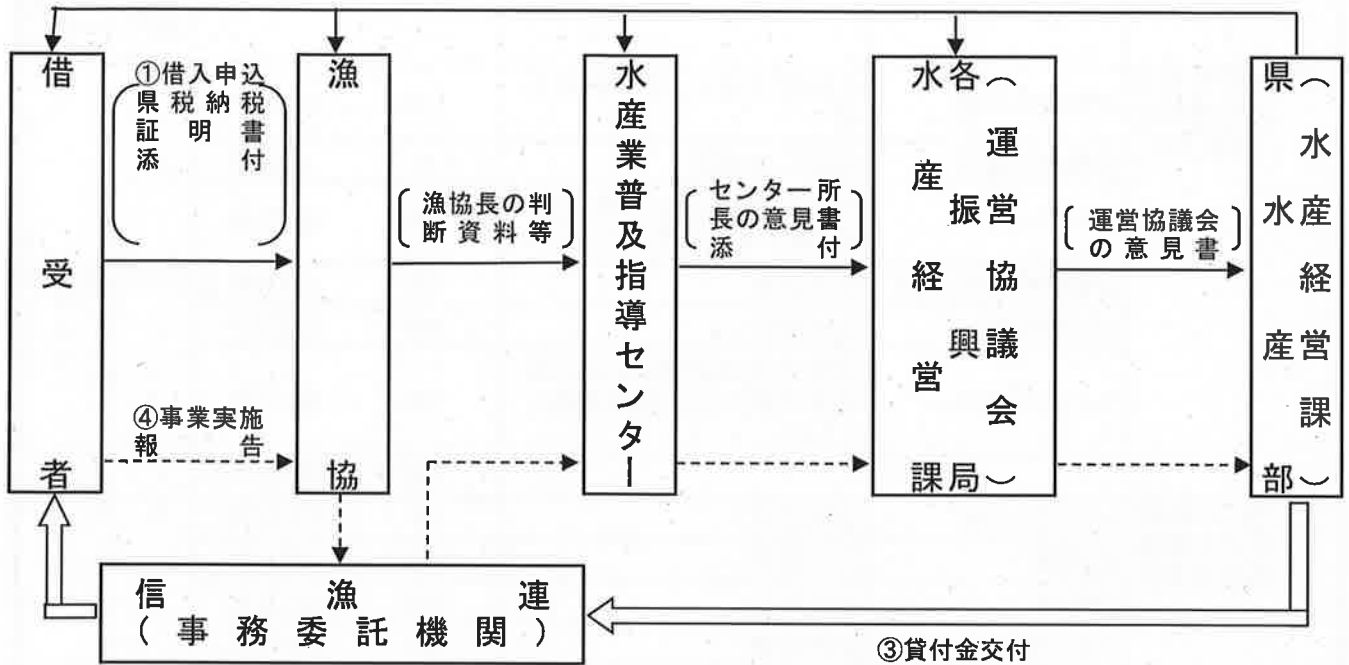 借受者
①借入申込
県税納税
証明書
添付
漁協
漁協長の判
断資料等
水産業普及指導センター
センター所
長の意見書
添付
（運営協議会）
各振興局
水産経営課
運営協議会
の意見書
（水産経営課）
県水産部
④事業実施
報告
信漁連
（事務委託機関）
③貸付金交付